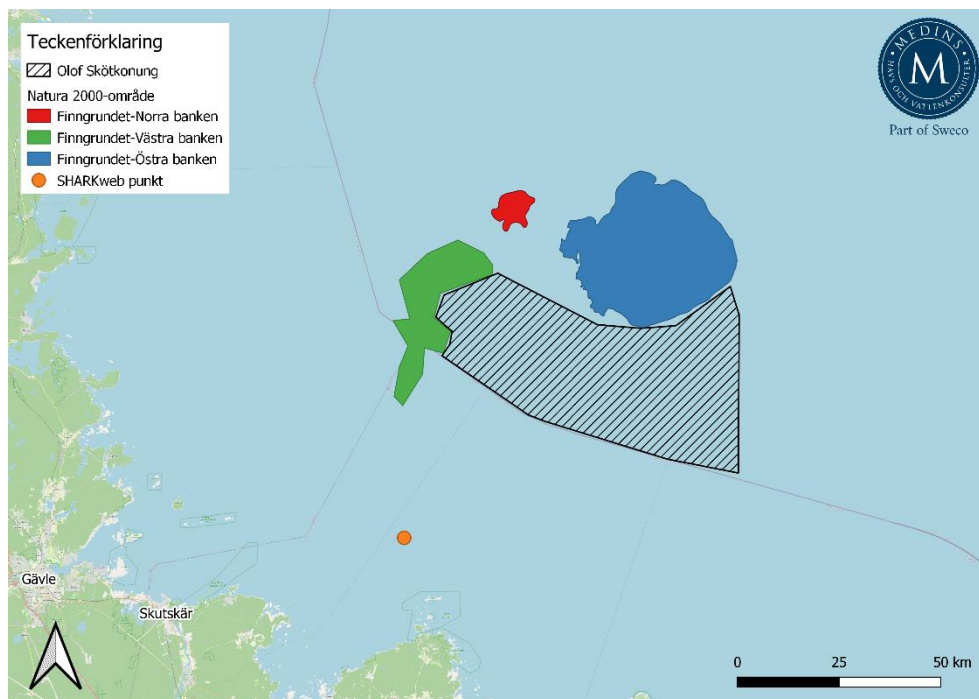 Teckenförklaring
Olof Skötkonung
Natura 2000-område
Finngrundet-Norra banken
Finngrundet-Västra banken
Finngrundet-Östra banken
SHARKweb punkt
MEDINS
HAVS OCH VATTENKONSULTER
M
Part of Sweco
Gävle
Skutskär
0 25 50 km